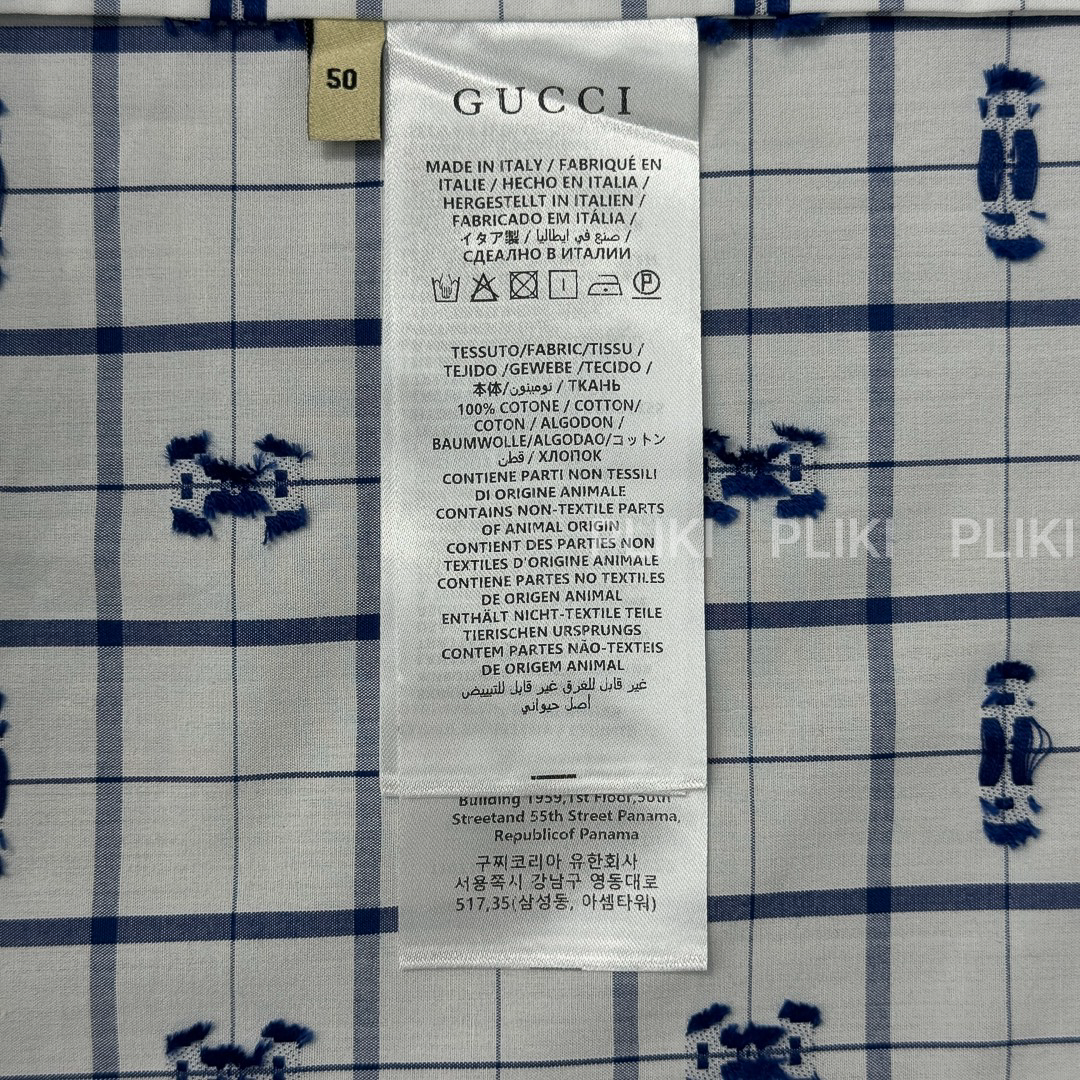 50
GUCCI
MADE IN ITALY / FABRIQUÉ EN
ITALIE / HECHO EN ITALIA /
HERGESTELLT IN ITALIEN /
FABRICADO EM ITÁLIA /
イタア製 / صنع في ايطاليا /
СДЕАЛНО В ИТАЛИИ
P
TESSUTO/FABRIC/TISSU /
TEJIDO /GEWEBE /TECIDO /
本体/نومينون / ТКАНЬ
100% COTONE / COTTON/
COTON / ALGODON /
BAUMWOLLE/ALGODAO/コットン
قطن / ХЛОПОК
CONTIENE PARTI NON TESSILI
DI ORIGINE ANIMALE
CONTAINS NON-TEXTILE PARTS
OF ANIMAL ORIGIN
CONTIENT DES PARTIES NON
TEXTILES D'ORIGINE ANIMALE
CONTIENE PARTES NO TEXTILES
DE ORIGEN ANIMAL
ENTHÄLT NICHT-TEXTILE TEILE
TIERISCHEN URSPRUNGS
CONTEM PARTES NÃO-TEXTEIS
DE ORIGEM ANIMAL
غير قابل للغرق غير قابل للتبييض
أصل حيواني
Building 1959,1st Floor,50th
Streetand 55th Street Panama,
Republicof Panama
구찌코리아 유한회사
서용쪽시 강남구 영동대로
517,35(삼성동, 아셈타워)
PLIKI PLIKI PLIKI